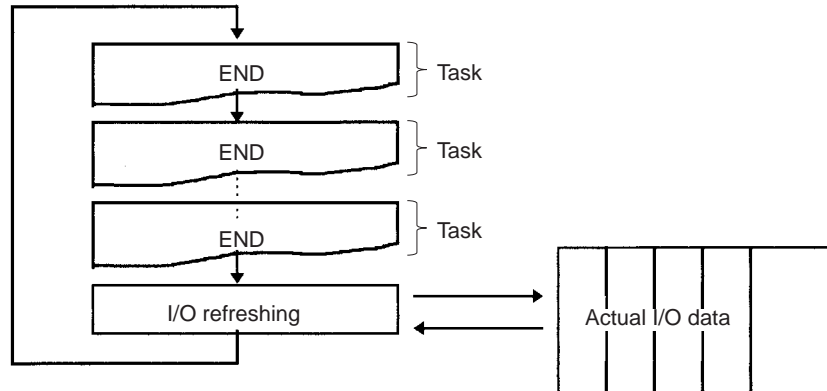 END
Task
END
Task
END
Task
I/O refreshing
Actual I/O data